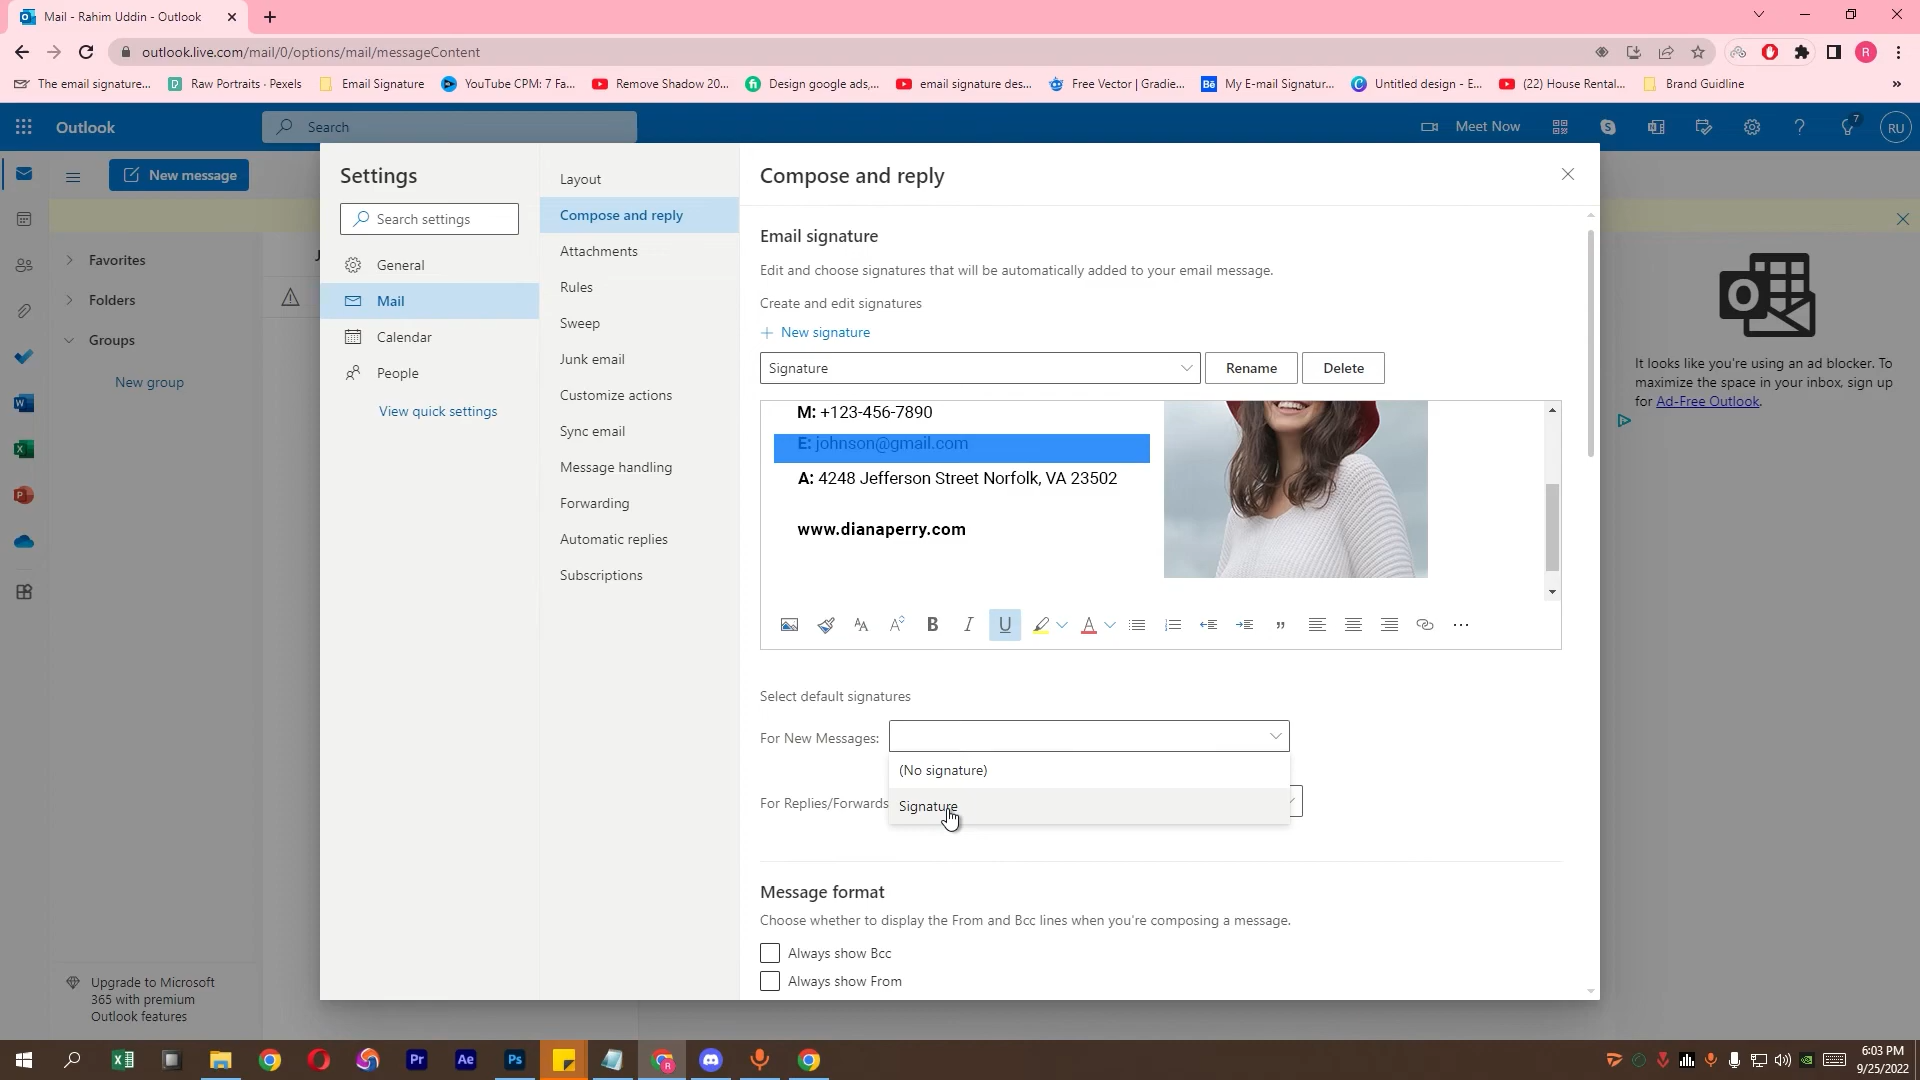 Mail - Rahim Uddin - Outlook
outlook.live.com/mail/0/options/mail/messageContent
R
The email signature...
Raw Portraits · Pexels
Email Signature
YouTube CPM: 7 Fa...
Remove Shadow 20...
Design google ads,...
email signature des...
Free Vector | Gradie...
My E-mail Signatur...
Untitled design - E...
(22) House Rental...
Brand Guidline
Outlook
Search
Meet Now
7
RU
New message
Favorites
Folders
Groups
New group
Upgrade to Microsoft
365 with premium
Outlook features
Settings
Search settings
General
Mail
Calendar
People
View quick settings
Layout
Compose and reply
Attachments
Rules
Sweep
Junk email
Customize actions
Sync email
Message handling
Forwarding
Automatic replies
Subscriptions
Compose and reply
Email signature
Edit and choose signatures that will be automatically added to your email message.
Create and edit signatures
New signature
Signature
Rename
Delete
M: +123-456-7890
E: johnson@gmail.com
A: 4248 Jefferson Street Norfolk, VA 23502
www.dianaperry.com
Select default signatures
For New Messages:
(No signature)
For Replies/Forwards
Signature
Message format
Choose whether to display the From and Bcc lines when you're composing a message.
Always show Bcc
Always show From
It looks like you're using an ad blocker. To
maximize the space in your inbox, sign up
for Ad-Free Outlook.
6:03 PM
9/25/2022